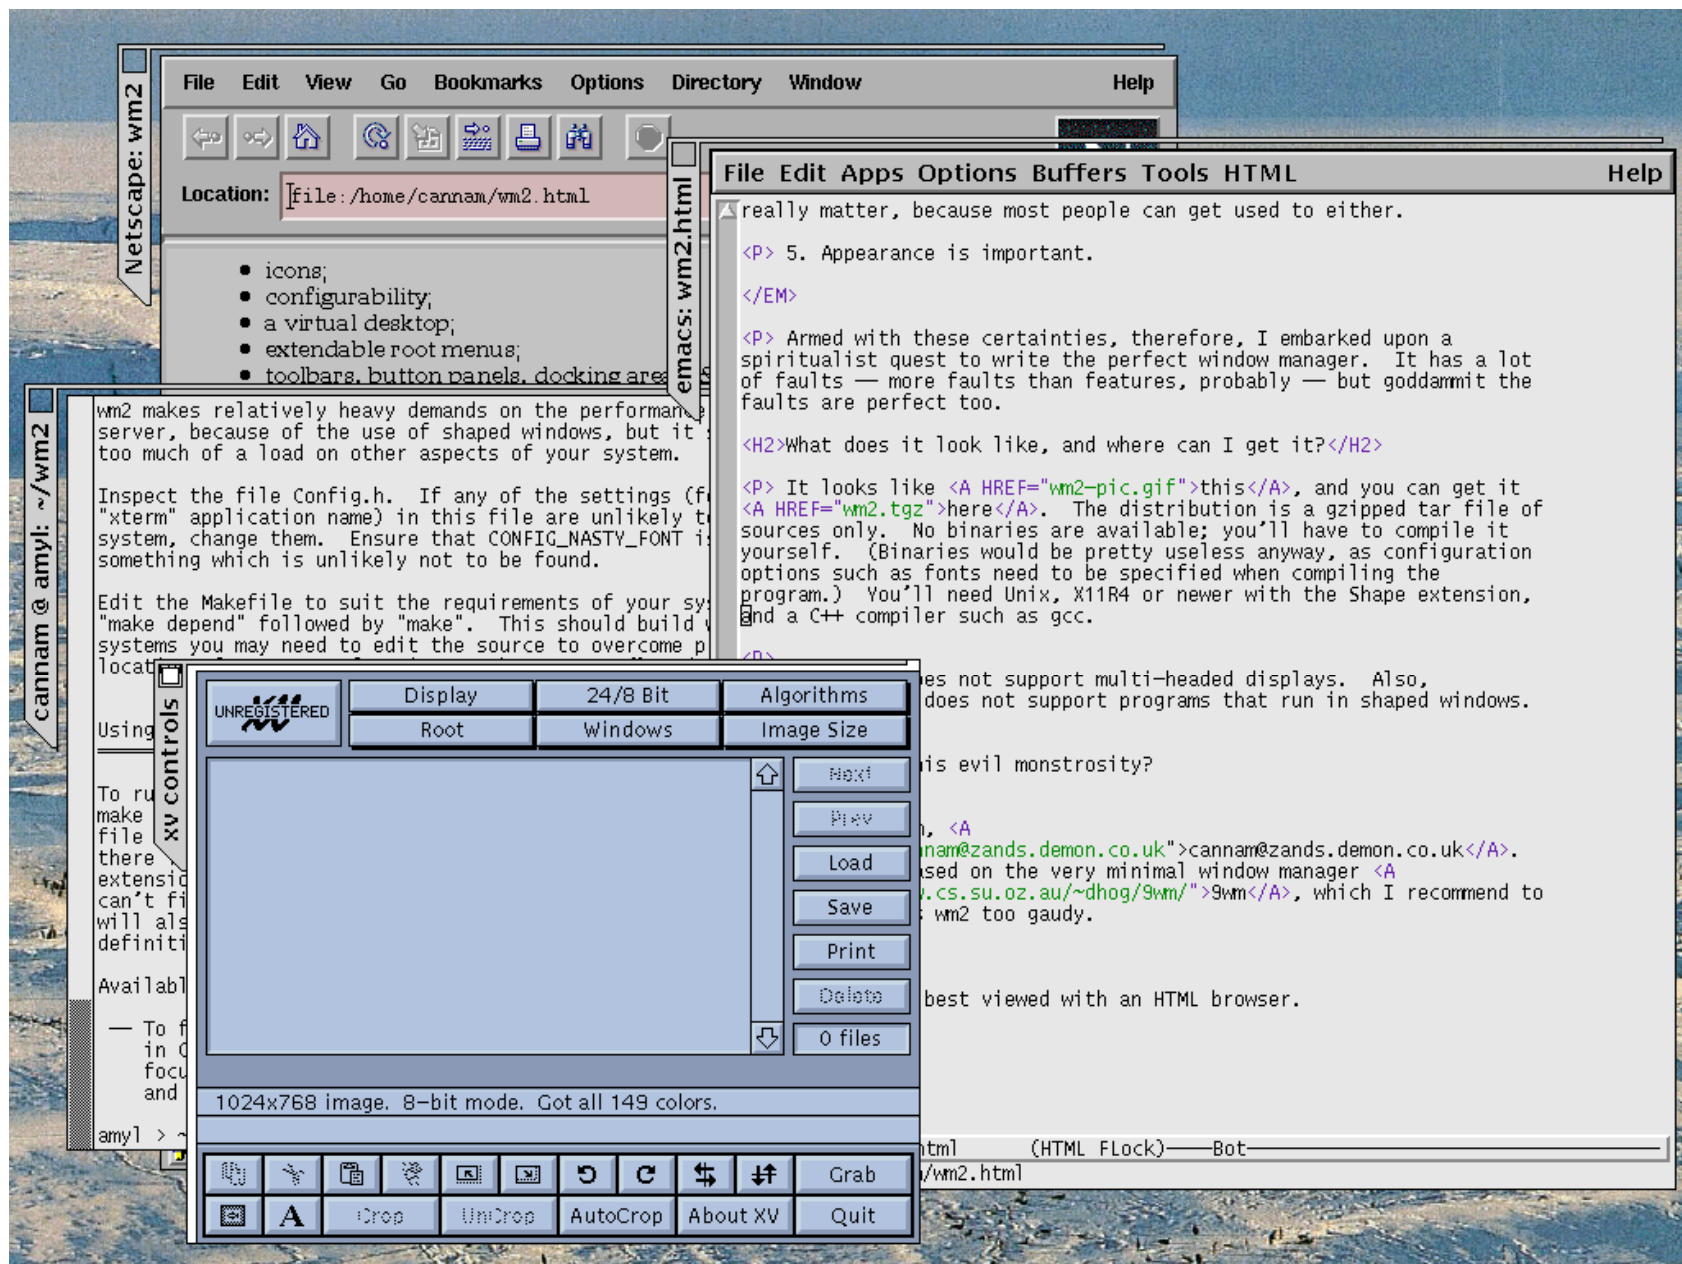 Netscape: wm2
File Edit View Go Bookmarks Options Directory Window Help
Location: file:/home/cannam/wm2.html
icons;
configurability;
a virtual desktop;
extendable root menus;
toolbars, button panels, docking
cannam @ amyl: ~/wm2
wm2 makes relatively heavy demands on the performance
server, because of the use of shaped windows, but
too much of a load on other aspects of your system.
Inspect the file Config.h. If any of the settings
"xterm" application name) in this file are unlikely
system, change them. Ensure that CONFIG_NASTY_FONT
something which is unlikely not to be found.
Edit the Makefile to suit the requirements of your
"make depend" followed by "make". This should build
systems you may need to edit the source to overcome
Using
To
make
file
there
can't
will
Available
— To
in
and
amyl > ~
emacs: wm2.html
File Edit Apps Options Buffers Tools HTML Help
really matter, because most people can get used to either.
<P> 5. Appearance is important.
</EM>
<P> Armed with these certainties, therefore, I embarked upon a
spiritualist quest to write the perfect window manager. It has a lot
of faults — more faults than features, probably — but goddammit the
faults are perfect too.
<H2>What does it look like, and where can I get it?</H2>
<P> It looks like <A HREF="wm2-pic.gif">this</A>, and you can get it
<A HREF="wm2.tgz">here</A>. The distribution is a gzipped tar file of
sources only. No binaries are available; you'll have to compile it
yourself. (Binaries would be pretty useless anyway, as configuration
options such as fonts need to be specified when compiling the
program.) You'll need Unix, X11R4 or newer with the Shape extension,
and a C++ compiler such as gcc.
<P>
es not support multi-headed displays. Also,
does not support programs that run in shaped windows.
is evil monstrosity?
, <A
nnam@zands.demon.co.uk">cannam@zands.demon.co.uk</A>.
sed on the very minimal window manager <A
.cs.su.oz.au/~dhog/9wm/">9wm</A>, which I recommend to
wm2 too gaudy.
best viewed with an HTML browser.
html (HTML FLock)——Bot
/wm2.html
xv controls
UNREGISTERED
Display 24/8 Bit Algorithms
Root Windows Image Size
Next
Prev
Load
Save
Print
Delete
0 files
1024x768 image. 8-bit mode. Got all 149 colors.
Grab
A Crop UnCrop AutoCrop About XV Quit